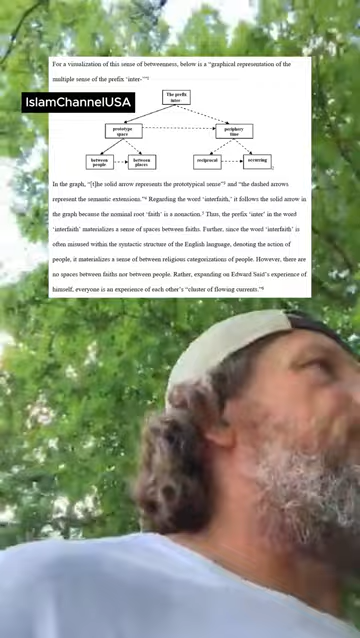 For a visualization of this sense of betweenness, below is a “graphical representation of the
multiple sense of the prefix ‘inter-’”²
IslamChannelUSA
The prefix
inter
prototype
space
periphery
time
between
people
between
places
reciprocal
occurring
In the graph, “[t]he solid arrow represents the prototypical sense”⁵ and “the dashed arrows
represent the semantic extensions.”⁶ Regarding the word ‘interfaith,’ it follows the solid arrow in
the graph because the nominal root ‘faith’ is a nonaction.⁷ Thus, the prefix ‘inter’ in the word
‘interfaith’ materializes a sense of spaces between faiths. Further, since the word ‘interfaith’ is
often misused within the syntactic structure of the English language, denoting the action of
people, it materializes a sense of between religious categorizations of people. However, there are
no spaces between faiths nor between people. Rather, expanding on Edward Said’s experience of
himself, everyone is an experience of each other’s “cluster of flowing currents.”⁸